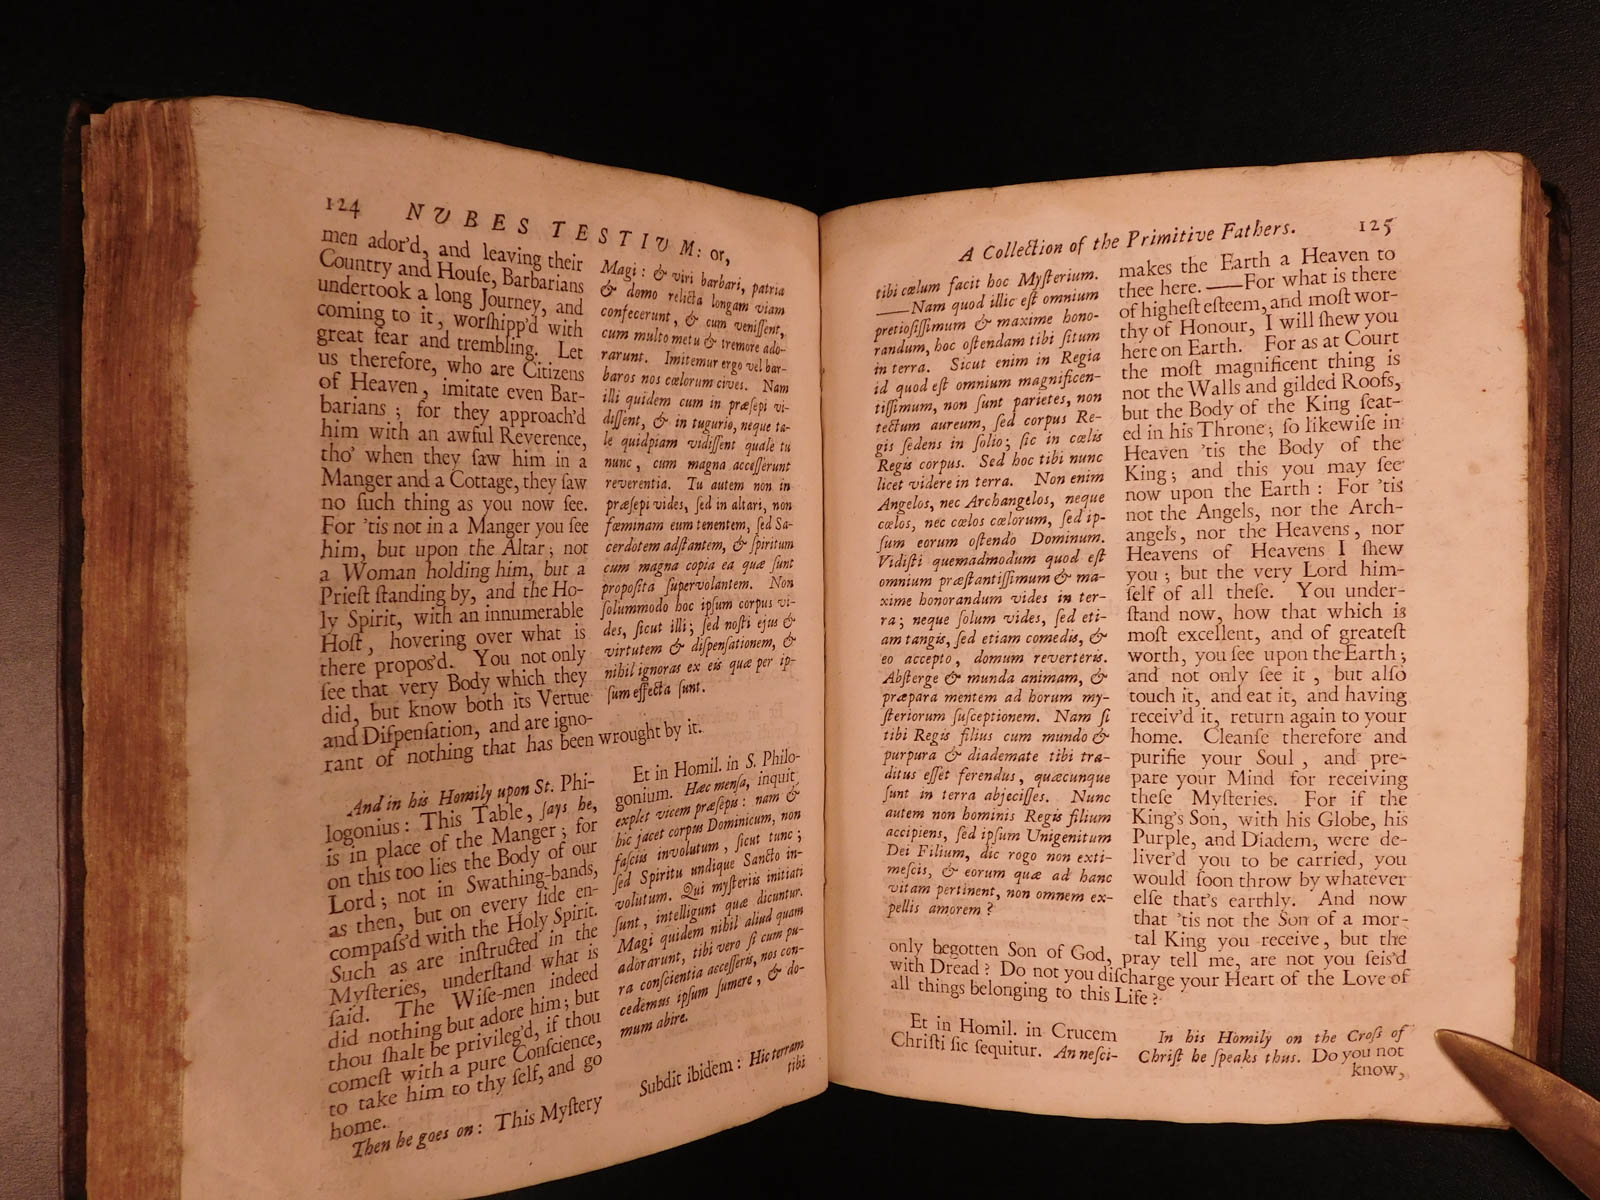 124 NUBES TESTIUM: or,
men ador'd, and leaving their
Country and Houſe, Barbarians
undertook a long Journey, and
coming to it, worſhipp'd with
great fear and trembling. Let
us therefore, who are Citizens
of Heaven, imitate even Bar-
barians; for they approach'd
him with an awful Reverence,
tho' when they ſaw him in a
Manger and a Cottage, they ſaw
no ſuch thing as you now ſee.
For 'tis not in a Manger you ſee
him, but upon the Altar; not
a Woman holding him, but a
Prieſt ſtanding by, and the Ho-
ly Spirit, with an innumerable
Hoſt, hovering over what is
there propos'd. You not only
ſee that very Body which they
did, but know both its Vertue
and Diſpenſation, and are igno-
rant of nothing that has been wrought by it.
And in his Homily upon St. Phi-
logonius: This Table, ſays he,
is in place of the Manger; for
on this too lies the Body of our
Lord; not in Swathing-bands,
as then, but on every ſide en-
compaſs'd with the Holy Spirit.
Such as are inſtructed in the
Myſteries, underſtand what is
ſaid. The Wiſe-men indeed
did nothing but adore him; but
thou ſhalt be privileg'd, if thou
comeſt with a pure Conſcience,
to take him to thy ſelf, and go
home.
Then he goes on: This Myſtery
Magi: & viri barbari, patria
& domo relicta longam viam
confecerunt, & cum veniſſent,
cum multo metu & tremore ado-
rarunt. Imitemur ergo vel bar-
baros nos cœlorum cives. Nam
illi quidem cum in præſepi vi-
diſſent, & in tugurio, neque ta-
le quidpiam vidiſſent quale tu
nunc, cum magna acceſſerunt
reverentia. Tu autem non in
præſepi vides, ſed in altari, non
fœminam eum tenentem, ſed Sa-
cerdotem adſtantem, & ſpiritum
cum magna copia ea quæ ſunt
propoſita ſupervolantem. Non
ſolummodo hoc ipſum corpus vi-
des, ſicut illi; ſed noſti ejus &
virtutem & diſpenſationem, &
nihil ignoras ex eis quæ per ip-
ſum effecta ſunt.
Et in Homil. in S. Philo-
gonium. Hæc menſa, inquit
explet vicem præſepis: nam &
hic jacet corpus Dominicum, non
faſciis involutum, ſicut tunc;
ſed Spiritu undique Sancto in-
volutum. Qui myſteriis initiati
ſunt, intelligunt quæ dicuntur.
Magi quidem nihil aliud quam
adorârunt, tibi vero ſi cum pu-
ra conſcientia acceſſeris, nos con-
cedemus ipſum ſumere, & do-
mum abire.
Subdit ibidem: Hic terram
tibi
A Collection of the Primitive Fathers. 125
tibi cœlum facit hoc Myſterium.
——Nam quod illic eſt omnium
pretioſiſſimum & maxime hono-
randum, hoc oſtendam tibi ſitum
in terra. Sicut enim in Regia
id quod eſt omnium magnificen-
tiſſimum, non ſunt parietes, non
tectum aureum, ſed corpus Re-
gis ſedens in ſolio; ſic in cœlis
Regis corpus. Sed hoc tibi nunc
licet videre in terra. Non enim
Angelos, nec Archangelos, neque
cœlos, nec cœlos cœlorum, ſed ip-
ſum eorum oſtendo Dominum.
Vidiſti quemadmodum quod eſt
omnium præſtantiſſimum & ma-
xime honorandum vides in ter-
ra; neque ſolum vides, ſed eti-
am tangis, ſed etiam comedis, &
eo accepto, domum reverteris.
Abſterge & munda animam, &
præpara mentem ad horum my-
ſteriorum ſuſceptionem. Nam ſi
tibi Regis filius cum mundo &
purpura & diademate tibi tra-
ditus eſſet ferendus, quæcunque
ſunt in terra abjeciſſes. Nunc
autem non hominis Regis filium
accipiens, ſed ipſum Unigenitum
Dei Filium, dic rogo non exti-
meſcis, & eorum quæ ad hanc
vitam pertinent, non omnem ex-
pellis amorem?
makes the Earth a Heaven to
thee here. ——For what is there
of higheſt eſteem, and moſt wor-
thy of Honour, I will ſhew you
here on Earth. For as at Court
the moſt magnificent thing is
not the Walls and gilded Roofs,
but the Body of the King ſeat-
ed in his Throne; ſo likewiſe in
Heaven 'tis the Body of the
King; and this you may ſee
now upon the Earth: For 'tis
not the Angels, nor the Arch-
angels, nor the Heavens, nor
Heavens of Heavens I ſhew
you; but the very Lord him-
ſelf of all theſe. You under-
ſtand now, how that which is
moſt excellent, and of greateſt
worth, you ſee upon the Earth;
and not only ſee it, but alſo
touch it, and eat it, and having
receiv'd it, return again to your
home. Cleanſe therefore and
purifie your Soul, and pre-
pare your Mind for receiving
theſe Myſteries. For if the
King's Son, with his Globe, his
Purple, and Diadem, were de-
liver'd you to be carried, you
would ſoon throw by whatever
elſe that's earthly. And now
that 'tis not the Son of a mor-
tal King you receive, but the
only begotten Son of God, pray tell me, are not you ſeis'd
with Dread? Do not you diſcharge your Heart of the Love of
all things belonging to this Life?
Et in Homil. in Crucem
Chriſti ſic ſequitur. An neſci-
In his Homily on the Croſs of
Chriſt he ſpeaks thus. Do you not
know,